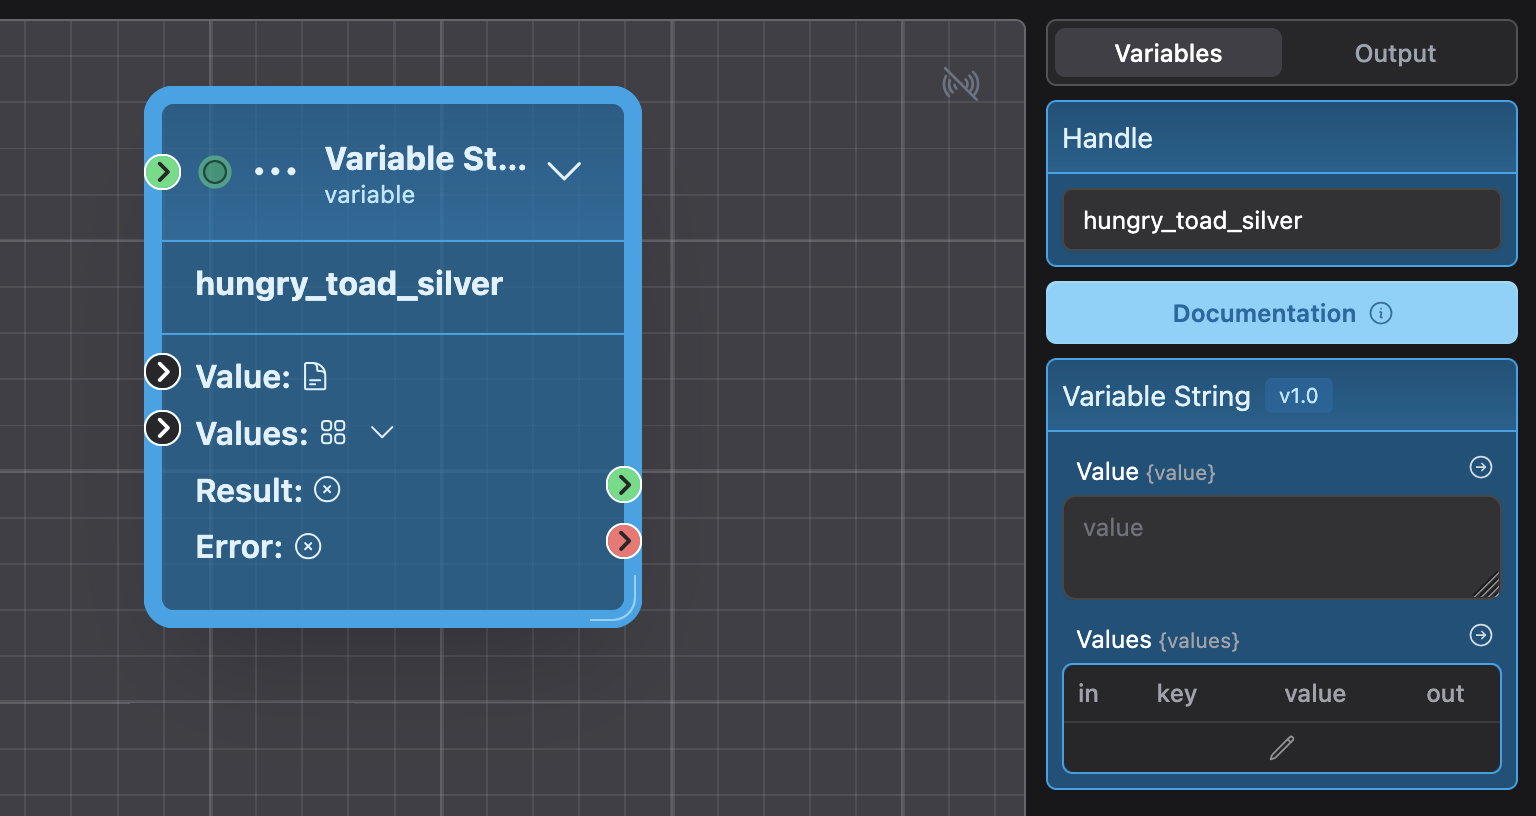 Variable St...
variable
hungry_toad_silver
Value:
Values:
Result:
Error:
Variables
Output
Handle
hungry_toad_silver
Documentation
Variable String v1.0
Value {value}
value
Values {values}
in key value out